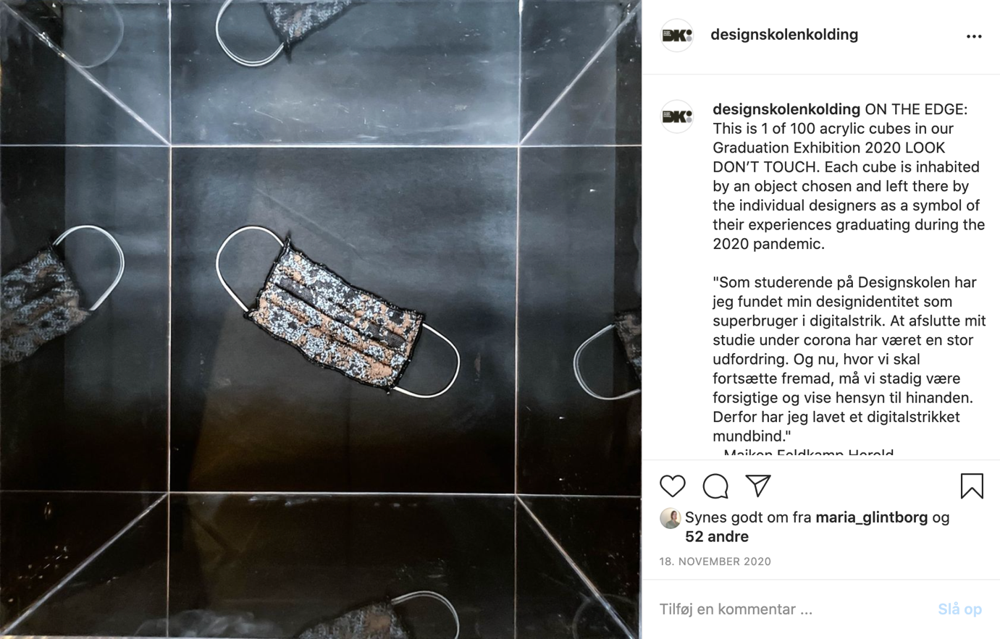 DK:
designskolenkolding
DK:
designskolenkolding ON THE EDGE:
This is 1 of 100 acrylic cubes in our
Graduation Exhibition 2020 LOOK
DON'T TOUCH. Each cube is inhabited
by an object chosen and left there by
the individual designers as a symbol of
their experiences graduating during the
2020 pandemic.
"Som studerende på Designskolen har
jeg fundet min designidentitet som
superbruger i digitalstrik. At afslutte mit
studie under corona har været en stor
udfordring. Og nu, hvor vi skal
fortsætte fremad, må vi stadig være
forsigtige og vise hensyn til hinanden.
Derfor har jeg lavet et digitalstrikket
mundbind."
- Maiken Feldkamp Herold
Synes godt om fra maria_glintborg og
52 andre
18. NOVEMBER 2020
Tilføj en kommentar ...
Slå op